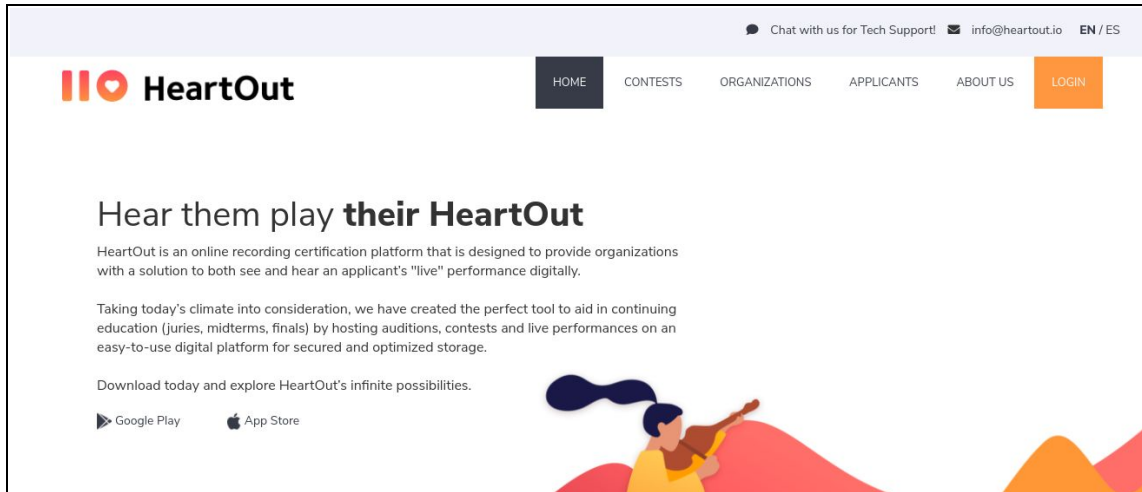 Chat with us for Tech Support! info@heartout.io EN / ES
HeartOut
HOME CONTESTS ORGANIZATIONS APPLICANTS ABOUT US LOGIN
Hear them play their HeartOut
HeartOut is an online recording certification platform that is designed to provide organizations
with a solution to both see and hear an applicant's "live" performance digitally.
Taking today's climate into consideration, we have created the perfect tool to aid in continuing
education (juries, midterms, finals) by hosting auditions, contests and live performances on an
easy-to-use digital platform for secured and optimized storage.
Download today and explore HeartOut's infinite possibilities.
Google Play App Store